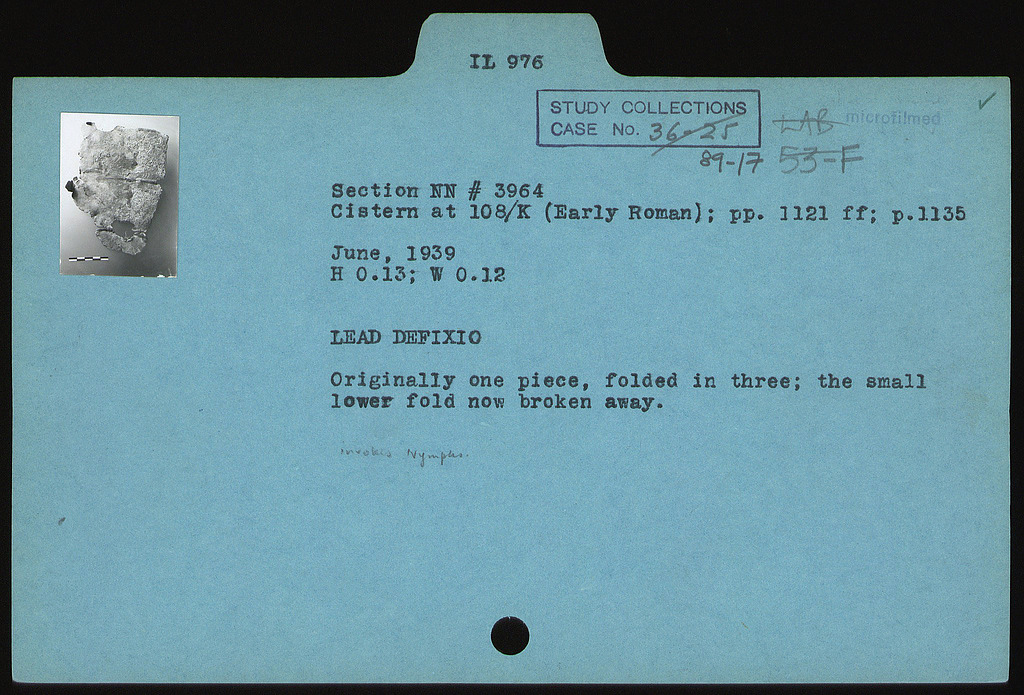 IL 976
STUDY COLLECTIONS
CASE No. 36-25
LAB microfilmed
89-17 53-F
Section NN # 3964
Cistern at 108/K (Early Roman); pp. 1121 ff; p.1135
June, 1939
H 0.13; W 0.12
LEAD DEFIXIO
Originally one piece, folded in three; the small
lower fold now broken away.
invokes Nymphs.